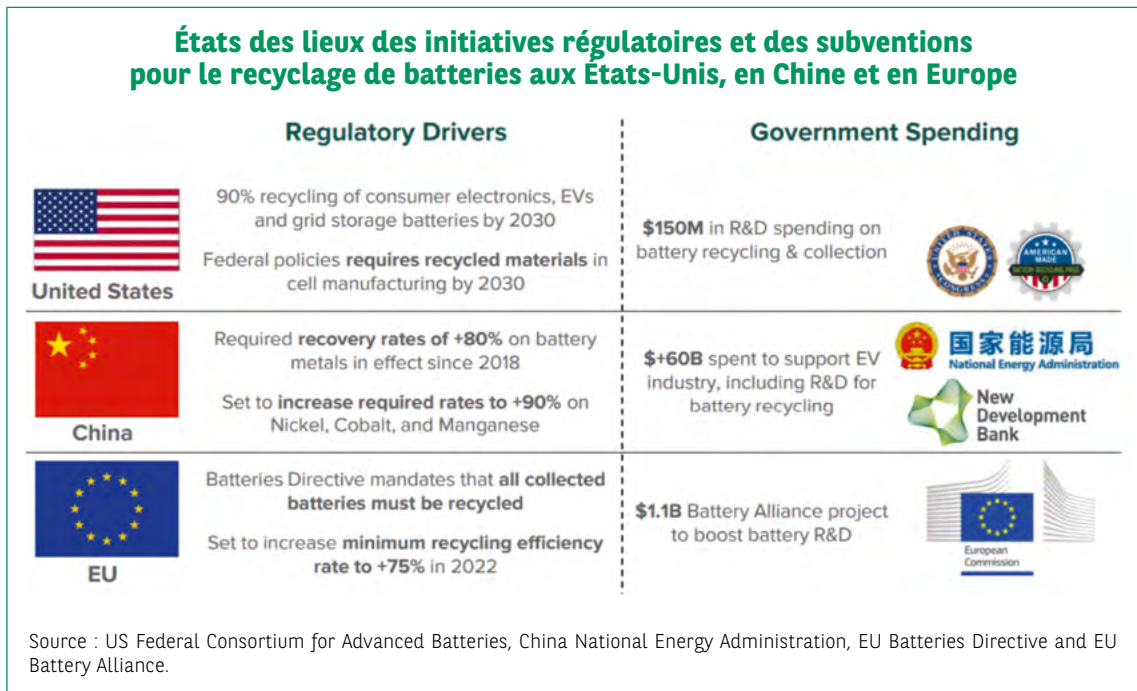 États des lieux des initiatives régulatoires et des subventions
pour le recyclage de batteries aux États-Unis, en Chine et en Europe
Regulatory Drivers
Government Spending
United States
90% recycling of consumer electronics, EVs
and grid storage batteries by 2030
Federal policies requires recycled materials in
cell manufacturing by 2030
$150M in R&D spending on
battery recycling & collection
UNITED STATES
CONGRESS
AMERICAN
MADE
BATTERY RECYCLING PRIZE
China
Required recovery rates of +80% on battery
metals in effect since 2018
Set to increase required rates to +90% on
Nickel, Cobalt, and Manganese
$+60B spent to support EV
industry, including R&D for
battery recycling
国家能源局
National Energy Administration
New
Development
Bank
EU
Batteries Directive mandates that all collected
batteries must be recycled
Set to increase minimum recycling efficiency
rate to +75% in 2022
$1.1B Battery Alliance project
to boost battery R&D
European
Commission
Source : US Federal Consortium for Advanced Batteries, China National Energy Administration, EU Batteries Directive and EU
Battery Alliance.